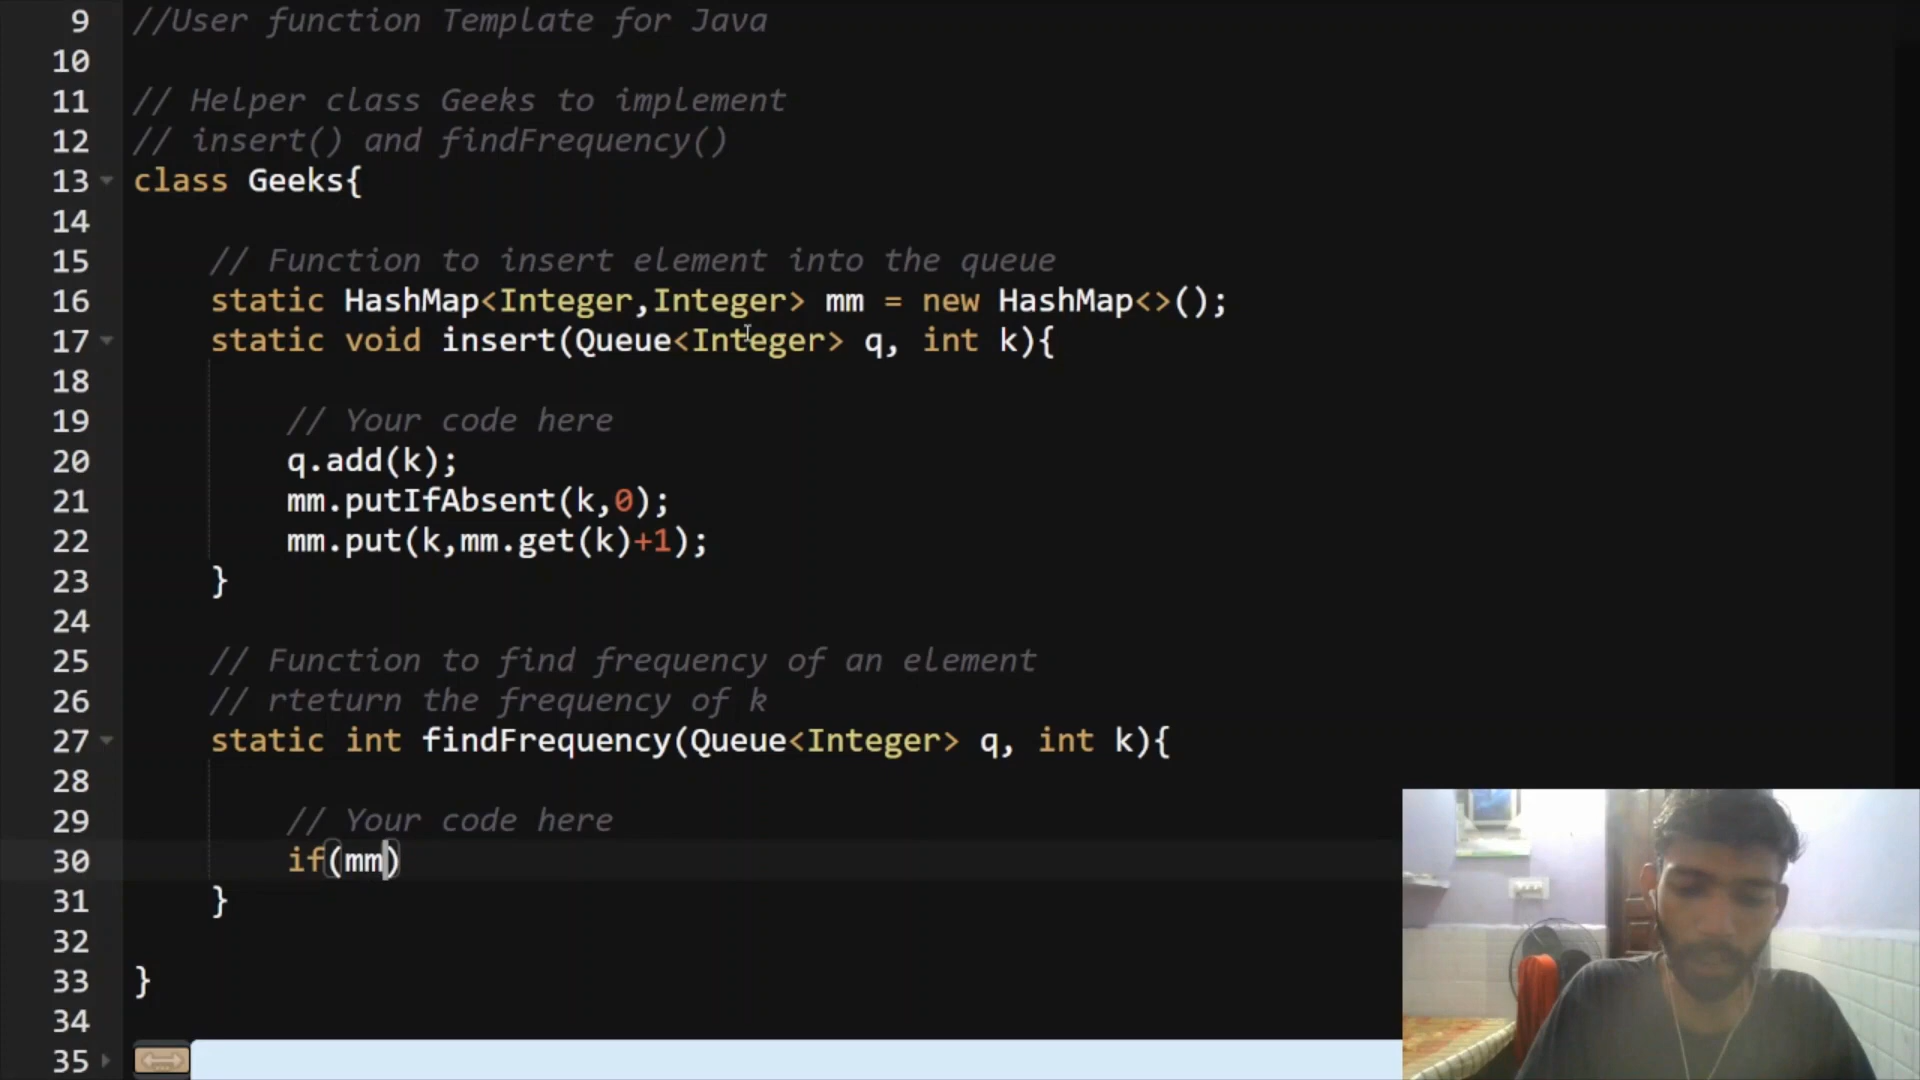 9 //User function Template for Java
10
11 // Helper class Geeks to implement
12 // insert() and findFrequency()
13 class Geeks{
14
15 // Function to insert element into the queue
16 static HashMap<Integer,Integer> mm = new HashMap<>();
17 static void insert(Queue<Integer> q, int k){
18
19 // Your code here
20 q.add(k);
21 mm.putIfAbsent(k,0);
22 mm.put(k,mm.get(k)+1);
23 }
24
25 // Function to find frequency of an element
26 // rteturn the frequency of k
27 static int findFrequency(Queue<Integer> q, int k){
28
29 // Your code here
30 if(mm)
31 }
32
33 }
34
35